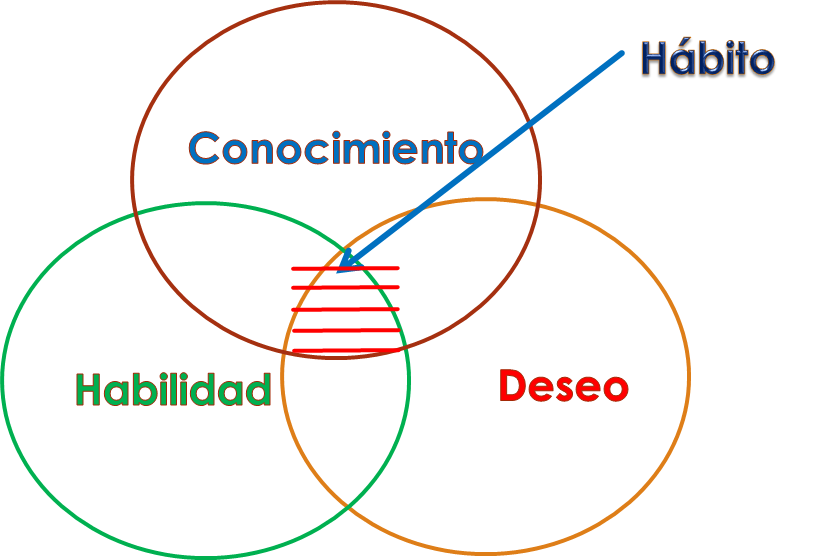 Hábito
Conocimiento
Habilidad
Deseo